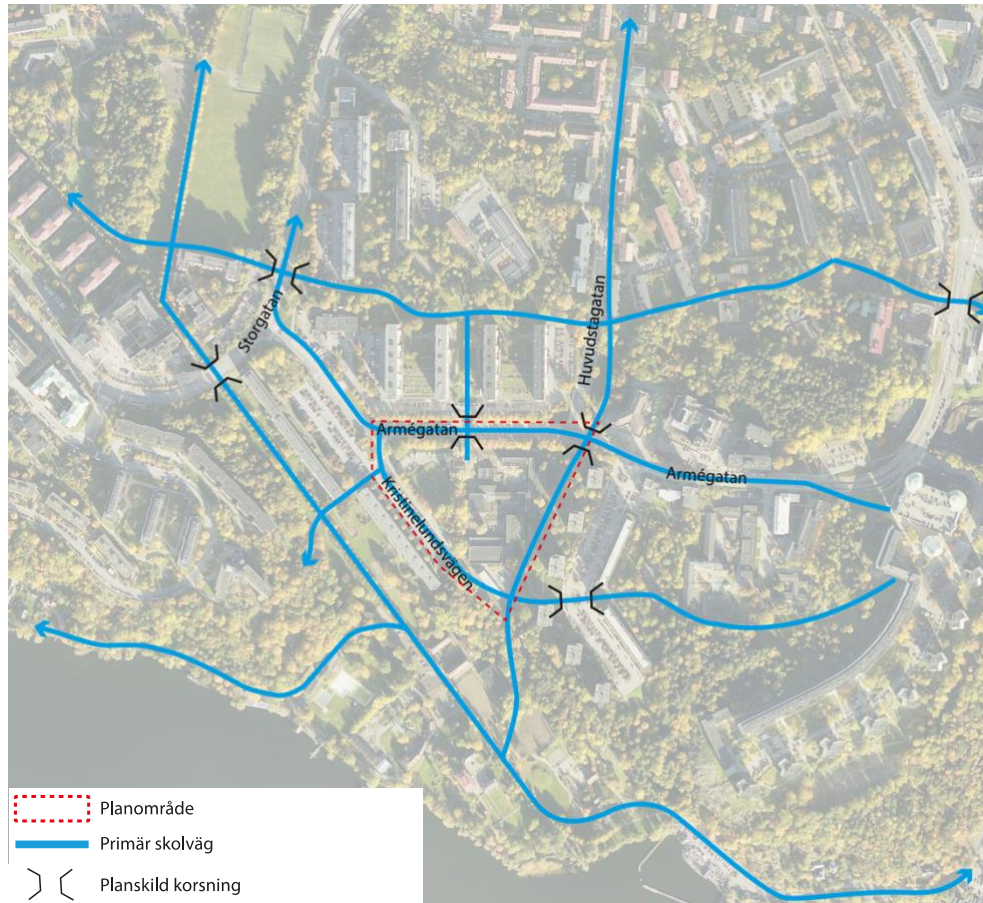 Storgatan
Huvudstagatan
Armégatan
Armégatan
Kristinelundsvägen
Planområde
Primär skolväg
Planskild korsning